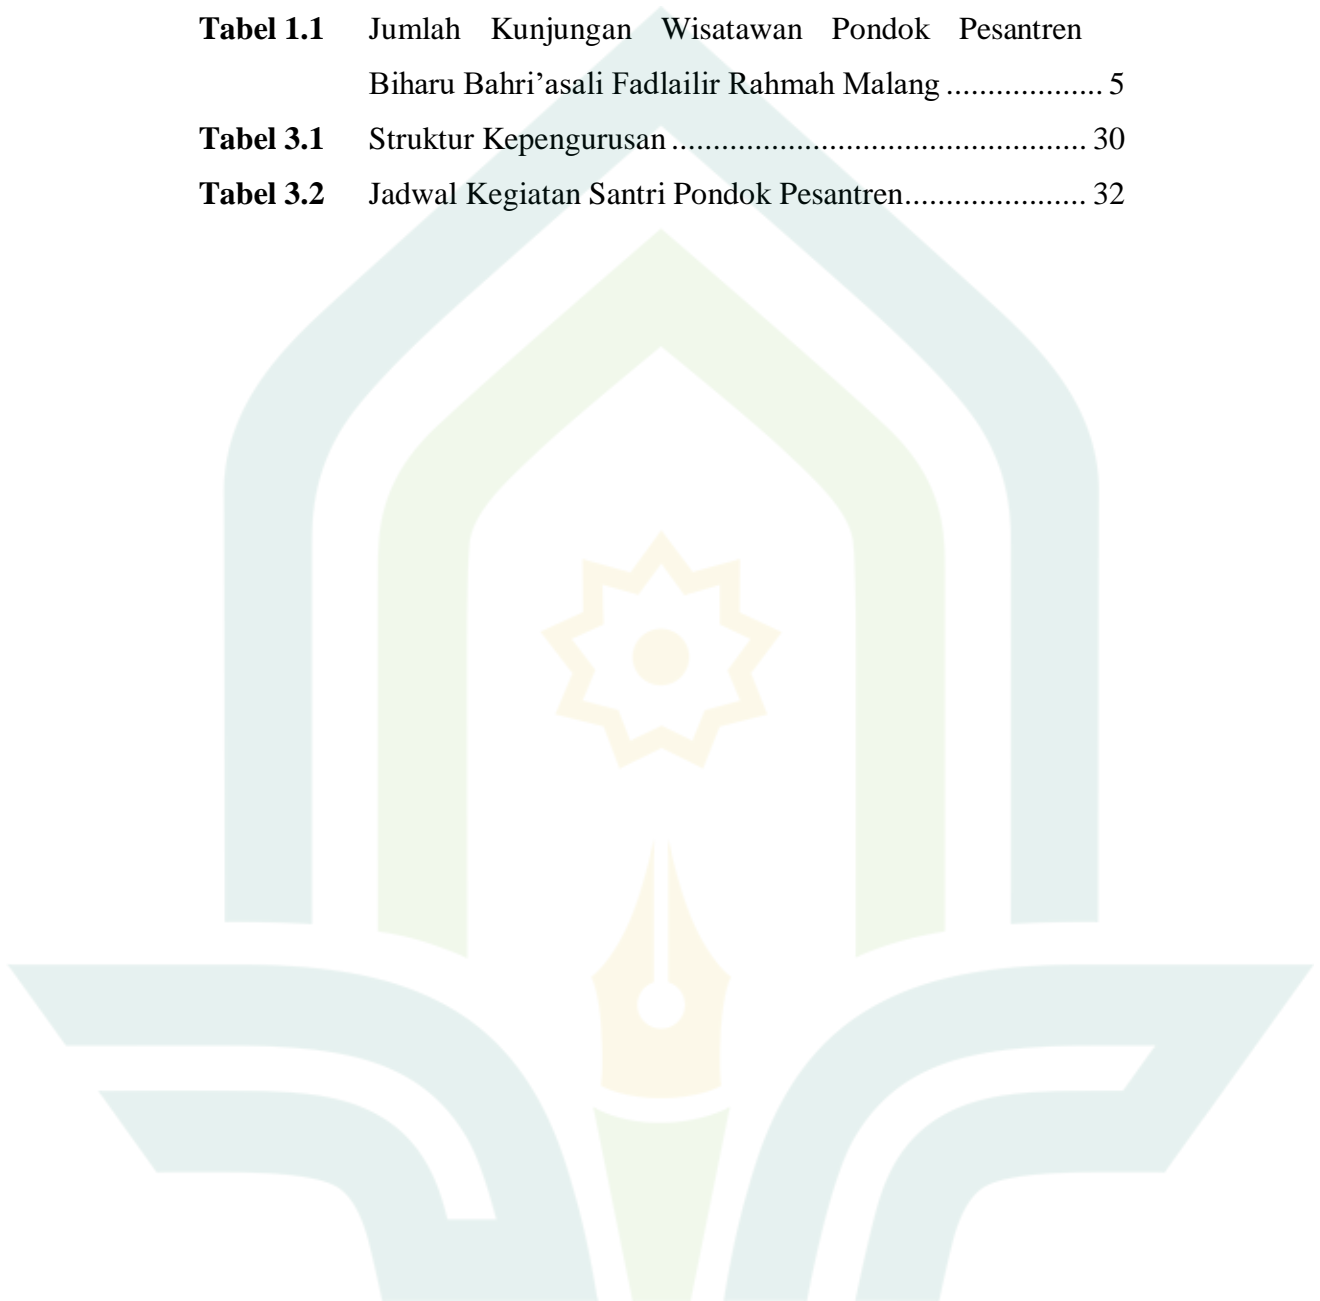 Tabel 1.1 Jumlah Kunjungan Wisatawan Pondok Pesantren
Biharu Bahri’asali Fadlailir Rahmah Malang ................... 5
Tabel 3.1 Struktur Kepengurusan .................................................. 30
Tabel 3.2 Jadwal Kegiatan Santri Pondok Pesantren...................... 32